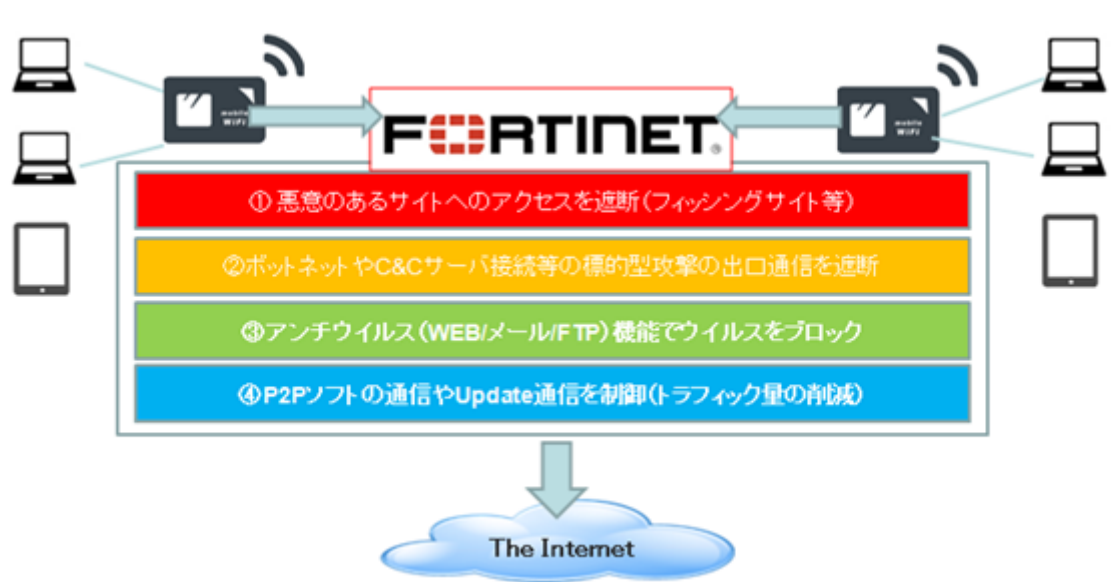 mobile WiFi
FORTINET®
mobile WiFi
①悪意のあるサイトへのアクセスを遮断(フィッシングサイト等)
②ボットネットやC&Cサーバ接続等の標的型攻撃の出口通信を遮断
③アンチウイルス(WEB/メール/FTP)機能でウイルスをブロック
④P2Pソフトの通信やUpdate通信を制御(トラフィック量の削減)
The Internet